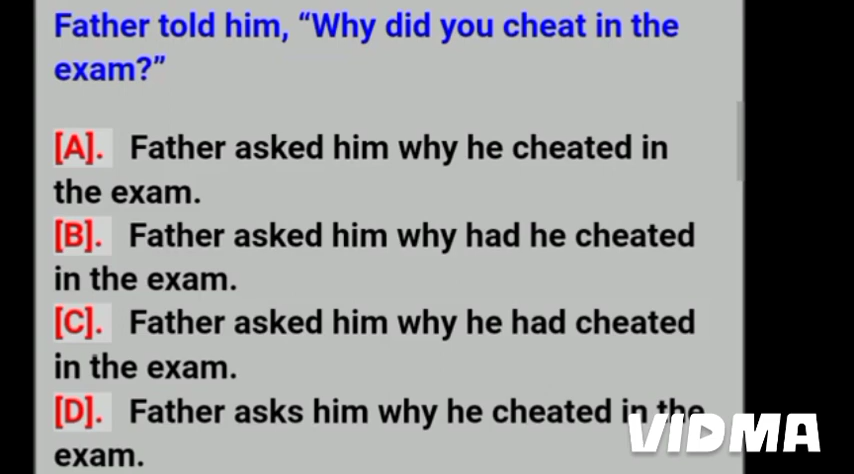 Father told him, “Why did you cheat in the
exam?”
[A]. Father asked him why he cheated in
the exam.
[B]. Father asked him why had he cheated
in the exam.
[C]. Father asked him why he had cheated
in the exam.
[D]. Father asks him why he cheated in the
exam.
VIDMA